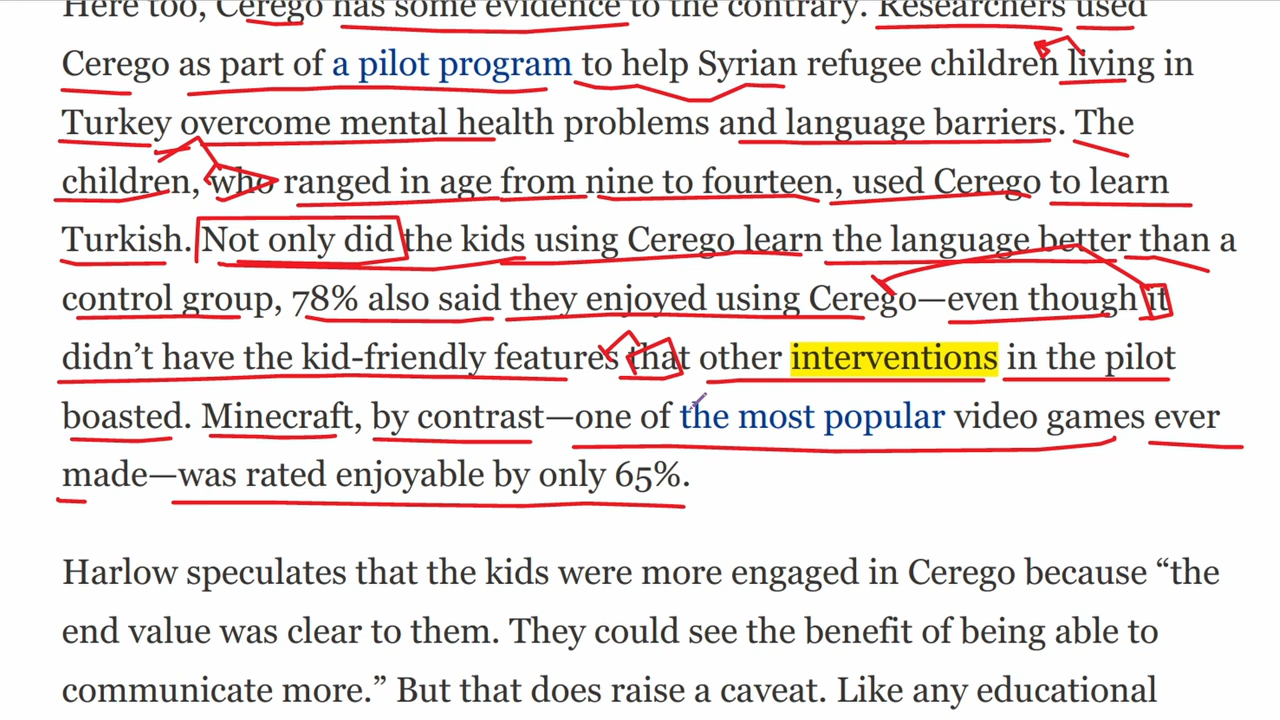 Here too, Cerego has some evidence to the contrary. Researchers used
Cerego as part of a pilot program to help Syrian refugee children living in
Turkey overcome mental health problems and language barriers. The
children, who ranged in age from nine to fourteen, used Cerego to learn
Turkish. Not only did the kids using Cerego learn the language better than a
control group, 78% also said they enjoyed using Cerego—even though it
didn’t have the kid-friendly features that other interventions in the pilot
boasted. Minecraft, by contrast—one of the most popular video games ever
made—was rated enjoyable by only 65%.
Harlow speculates that the kids were more engaged in Cerego because “the
end value was clear to them. They could see the benefit of being able to
communicate more.” But that does raise a caveat. Like any educational